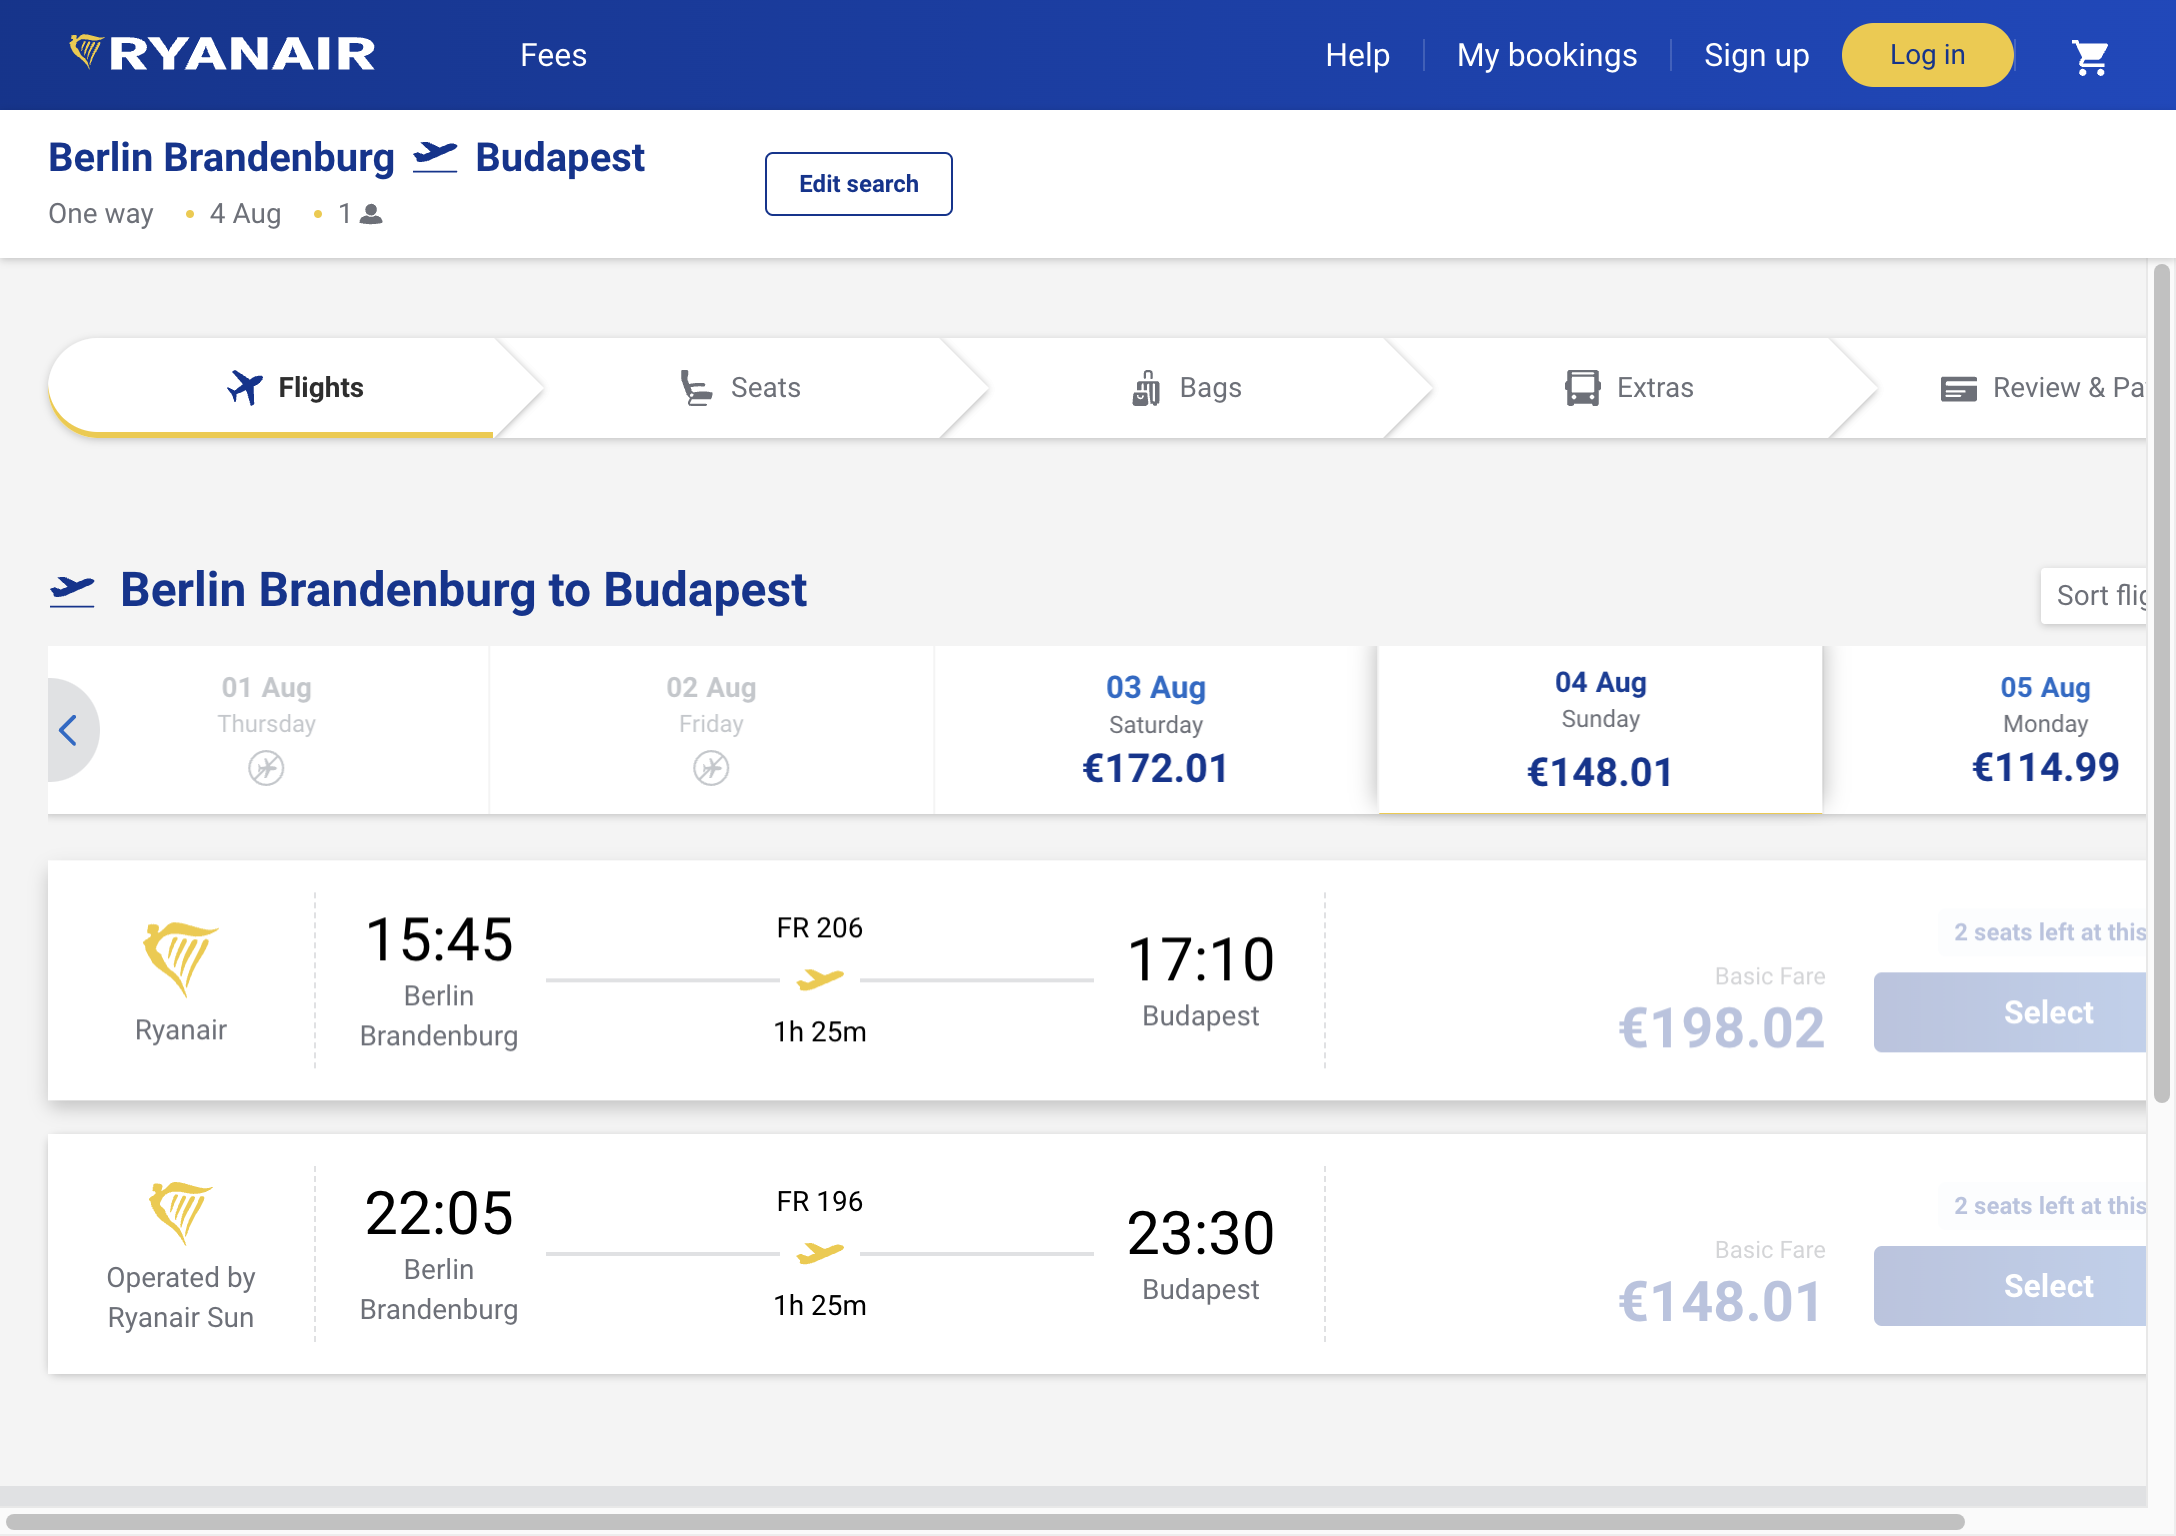 RYANAIR
Fees
Help
My bookings
Sign up
Log in
Berlin Brandenburg
Budapest
One way • 4 Aug • 1
Edit search
Flights
Seats
Bags
Extras
Review & Pa
Berlin Brandenburg to Budapest
Sort flig
01 Aug
Thursday
02 Aug
Friday
03 Aug
Saturday
€172.01
04 Aug
Sunday
€148.01
05 Aug
Monday
€114.99
Ryanair
15:45
Berlin
Brandenburg
FR 206
1h 25m
17:10
Budapest
Basic Fare
€198.02
2 seats left at this
Select
Operated by
Ryanair Sun
22:05
Berlin
Brandenburg
FR 196
1h 25m
23:30
Budapest
Basic Fare
€148.01
2 seats left at this
Select